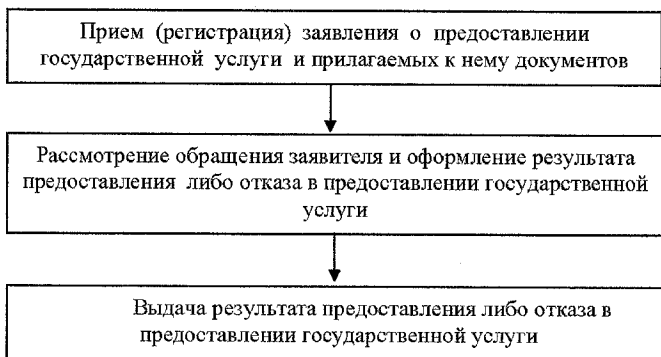 Прием (регистрация) заявления о предоставлении
государственной услуги и прилагаемых к нему документов
Рассмотрение обращения заявителя и оформление результата
предоставления либо отказа в предоставлении государственной
услуги
Выдача результата предоставления либо отказа в
предоставлении государственной услуги